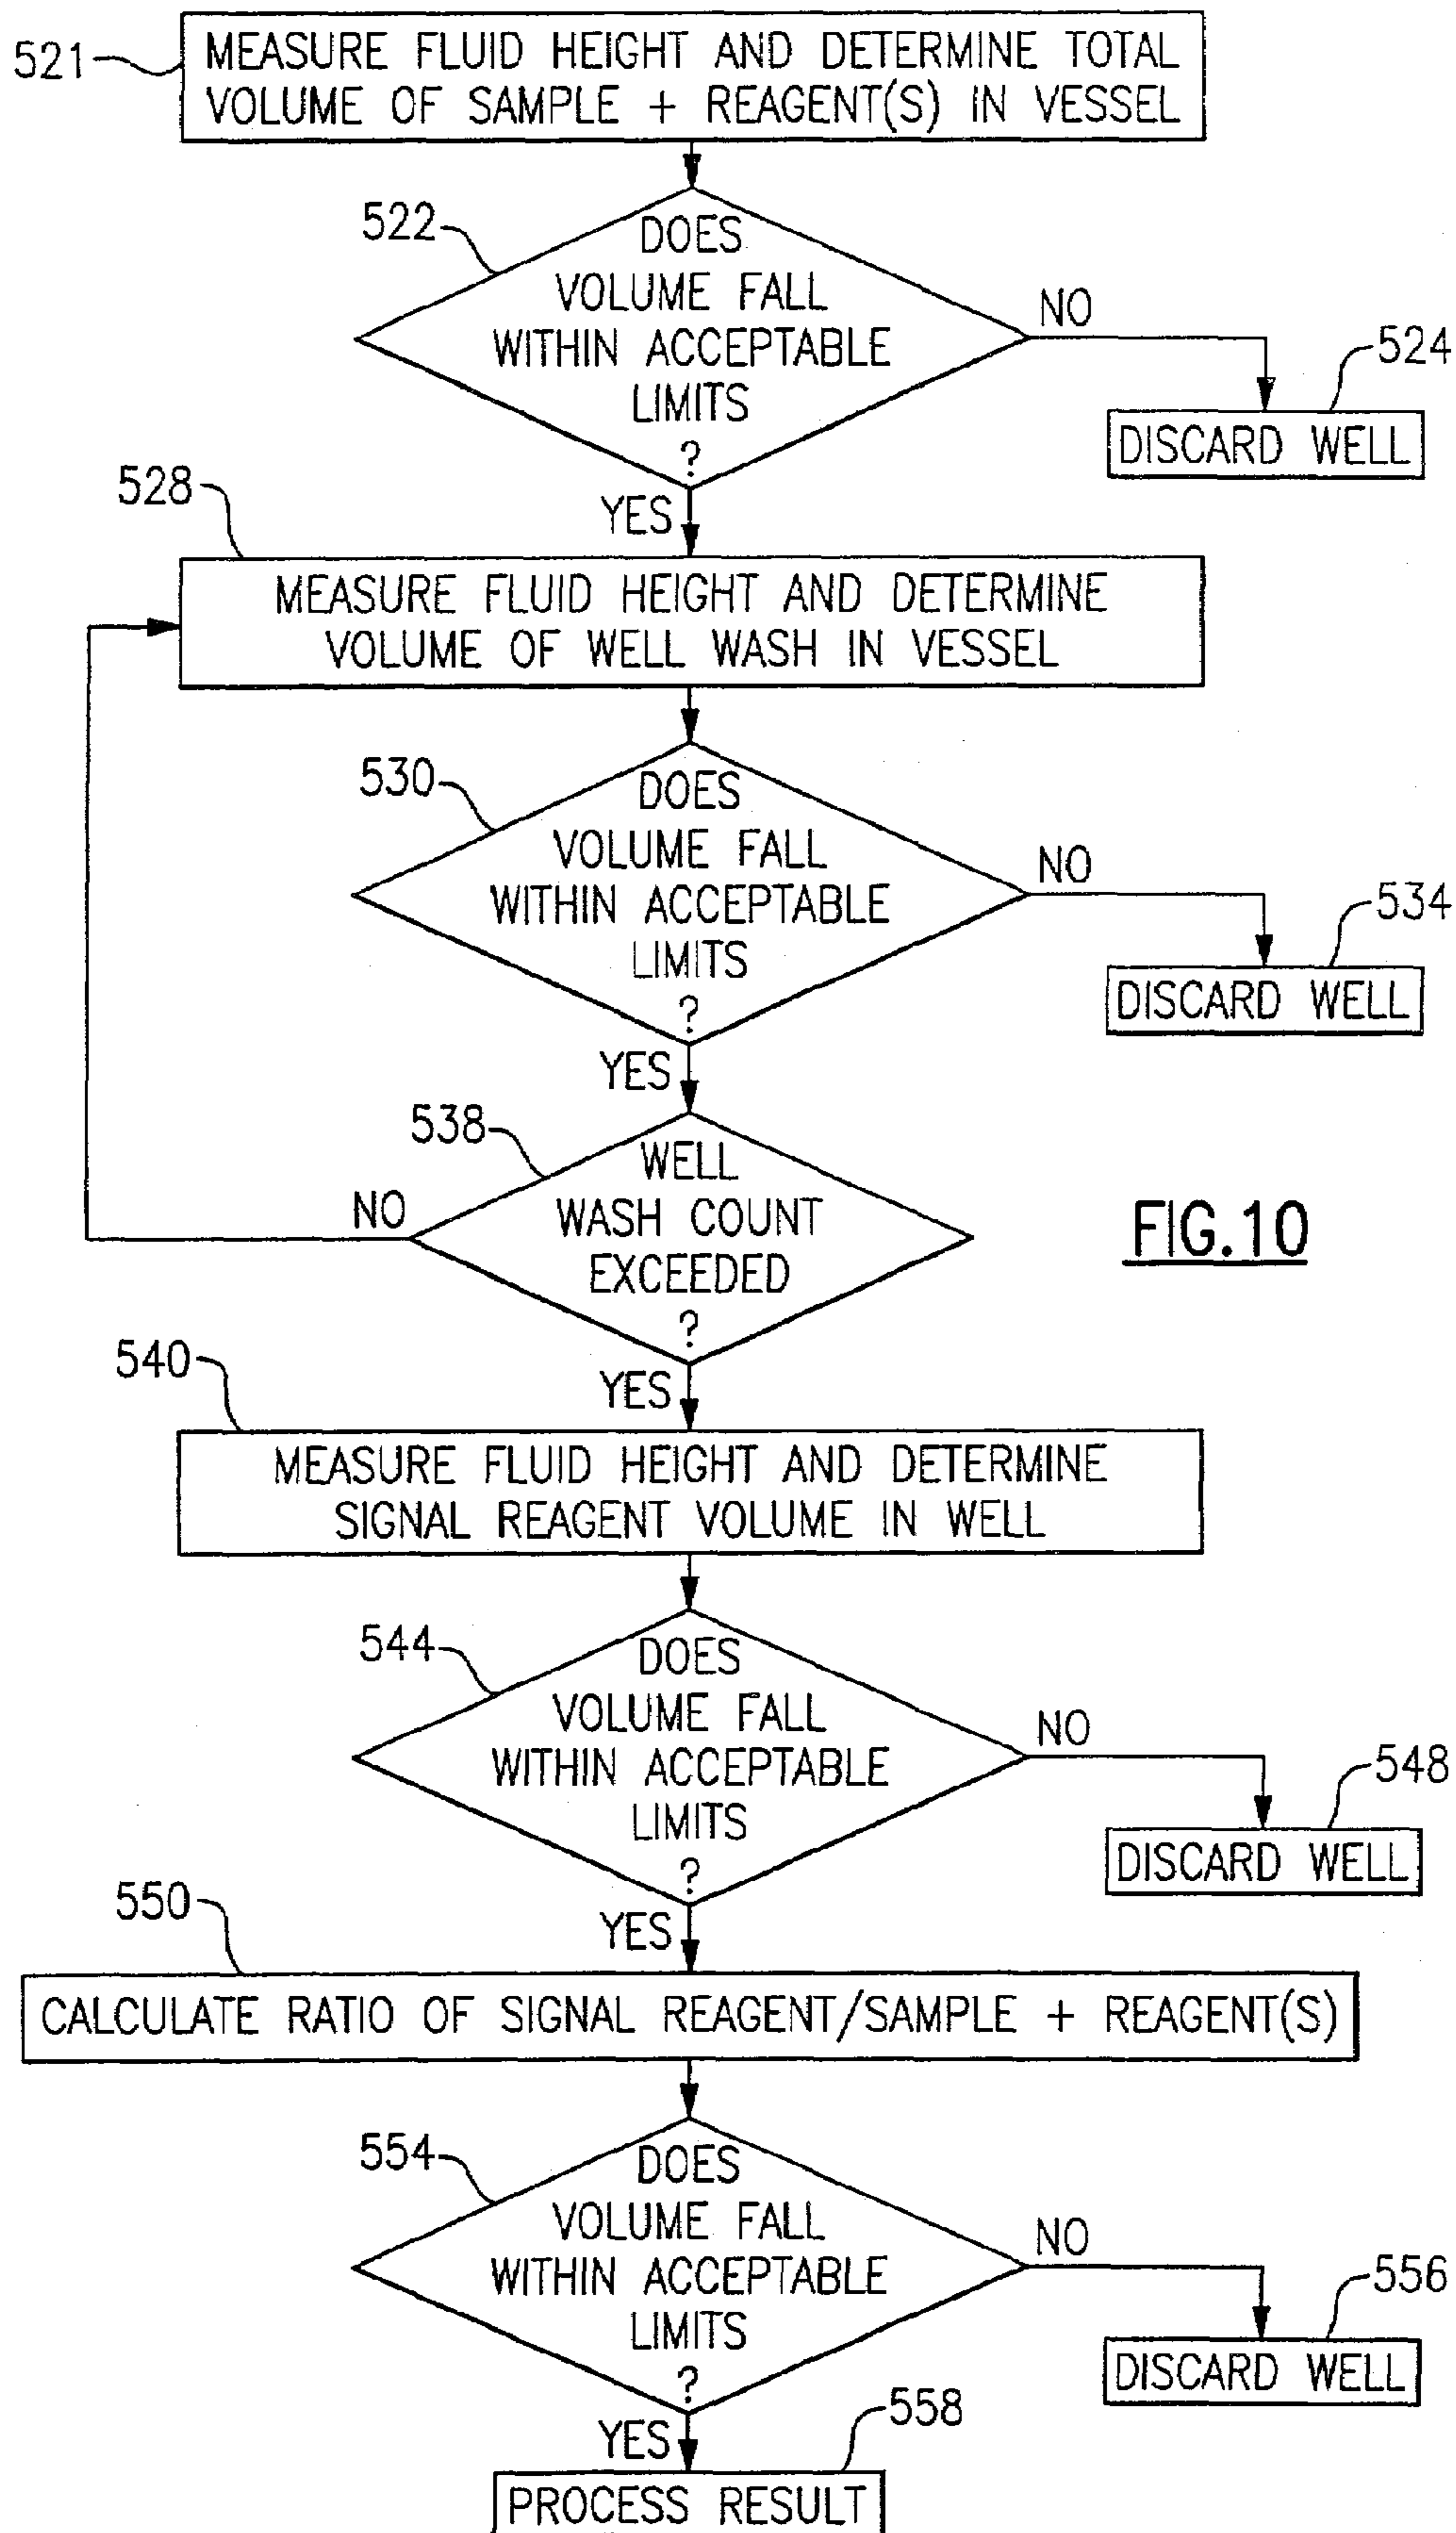 521
MEASURE FLUID HEIGHT AND DETERMINE TOTAL
VOLUME OF SAMPLE + REAGENT(S) IN VESSEL
522
DOES
VOLUME FALL
WITHIN ACCEPTABLE
LIMITS
?
NO
524
DISCARD WELL
YES
528
MEASURE FLUID HEIGHT AND DETERMINE
VOLUME OF WELL WASH IN VESSEL
530
DOES
VOLUME FALL
WITHIN ACCEPTABLE
LIMITS
?
NO
534
DISCARD WELL
YES
538
WELL
WASH COUNT
EXCEEDED
?
NO
FIG.10
YES
540
MEASURE FLUID HEIGHT AND DETERMINE
SIGNAL REAGENT VOLUME IN WELL
544
DOES
VOLUME FALL
WITHIN ACCEPTABLE
LIMITS
?
NO
548
DISCARD WELL
YES
550
CALCULATE RATIO OF SIGNAL REAGENT/SAMPLE + REAGENT(S)
554
DOES
VOLUME FALL
WITHIN ACCEPTABLE
LIMITS
?
NO
556
DISCARD WELL
YES
558
PROCESS RESULT